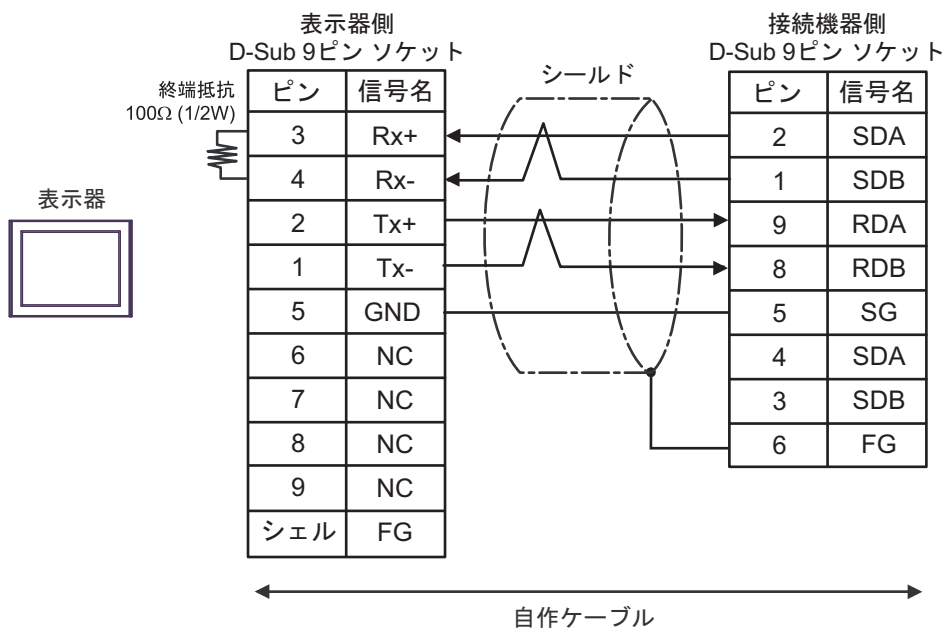 表示器側
D-Sub 9ピン ソケット
接続機器側
D-Sub 9ピン ソケット
終端抵抗
100Ω (1/2W)
シールド
表示器
ピン 信号名
3 Rx+
4 Rx-
2 Tx+
1 Tx-
5 GND
6 NC
7 NC
8 NC
9 NC
シェル FG
ピン 信号名
2 SDA
1 SDB
9 RDA
8 RDB
5 SG
4 SDA
3 SDB
6 FG
自作ケーブル